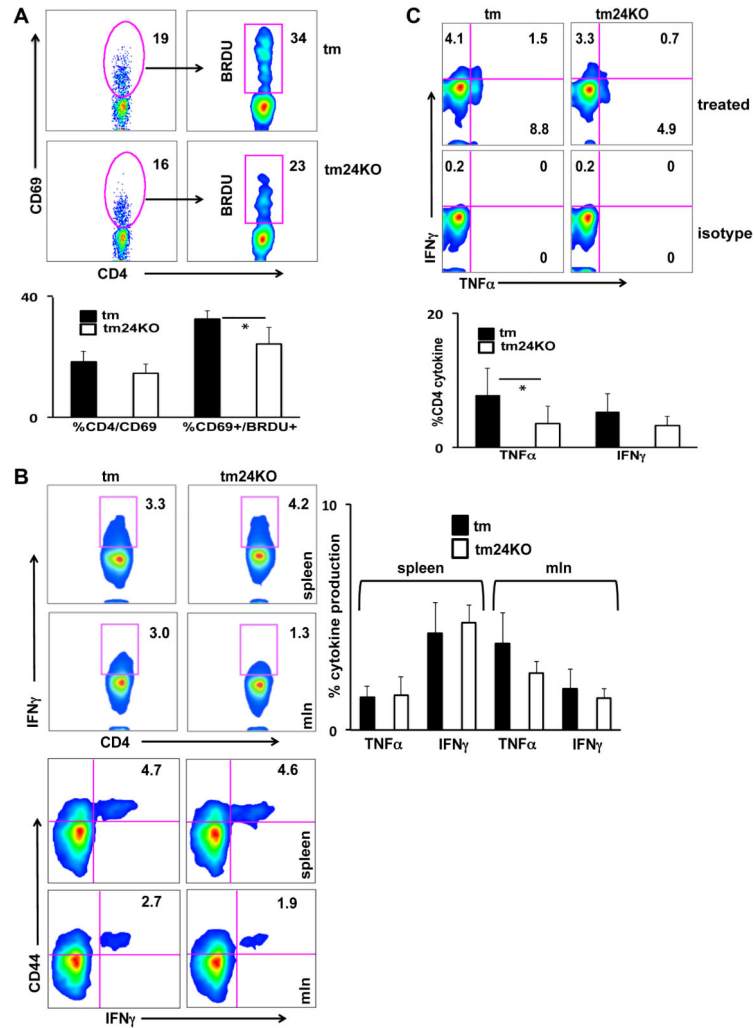 A
19
34
tm
BRDU
16
23
tm24KO
BRDU
CD69
CD4
40
tm
tm24KO
*
0
%CD4/CD69 %CD69+/BRDU+
B
tm tm24KO
3.3 4.2
spleen
3.0 1.3
mln
IFNγ
CD4
4.7 4.6
spleen
2.7 1.9
mln
CD44
IFNγ
10
tm
tm24KO
spleen mln
% cytokine production
0
TNFα IFNγ TNFα IFNγ
C
tm tm24KO
4.1 1.5 3.3 0.7
treated
8.8 4.9
0.2 0 0.2 0
isotype
0 0
IFNγ
TNFα
20
tm
tm24KO
%CD4 cytokine
*
0
TNFα IFNγ